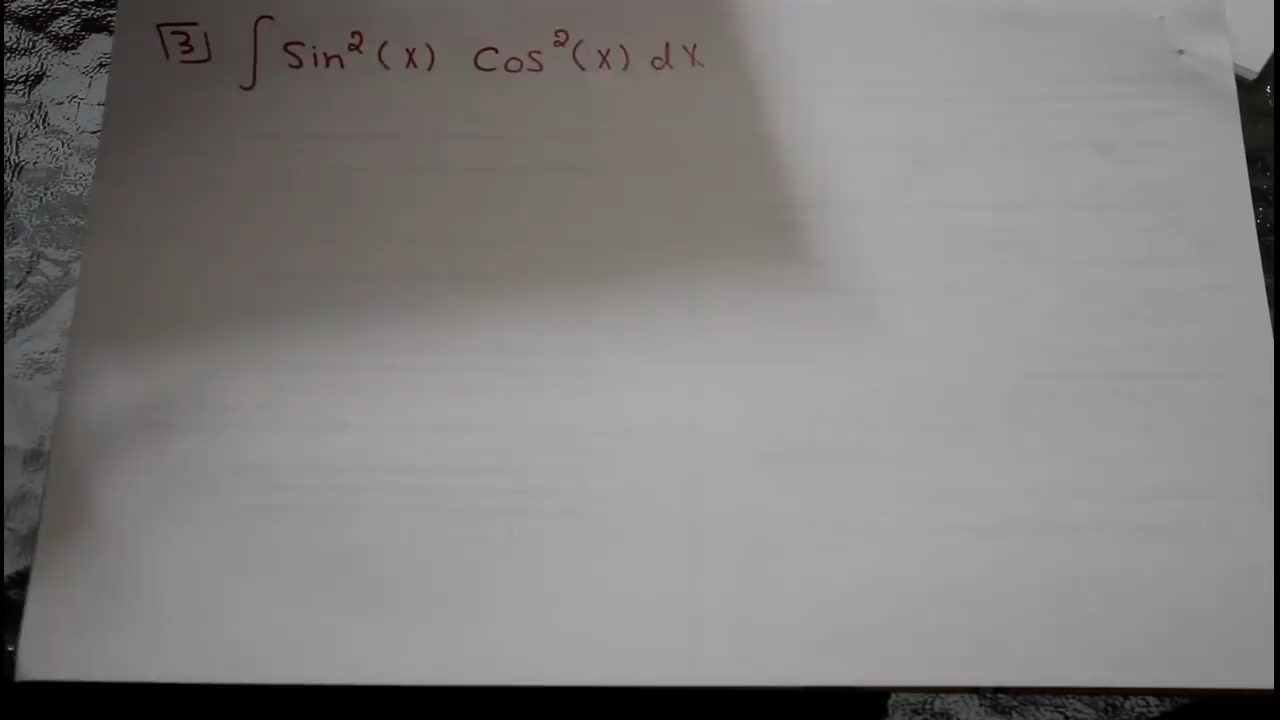 3 ∫ Sin²(x) Cos²(x) dx